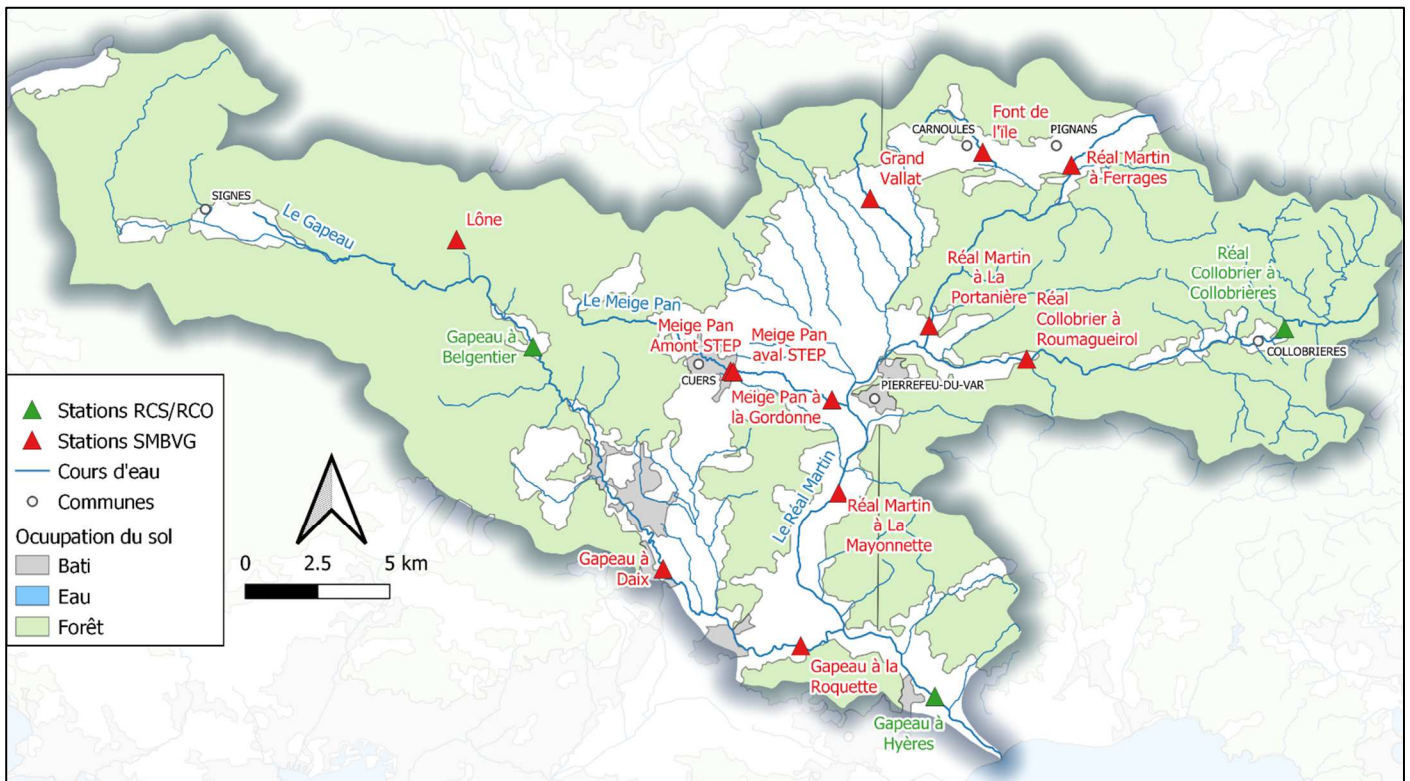 Font de
l'île
CARNOULES
PIGNANS
Grand
Vallat
Réal Martin
à Ferrages
SIGNES
Le Gapeau
Lône
Réal Martin
à La
Portanière
Réal
Collobrier à
Collobrières
Le Meige Pan
Réal
Collobrier à
Roumagueirol
Gapeau à
Belgentier
Meige Pan
Amont STEP
Meige Pan
aval STEP
COLLOBRIERES
CUERS
PIERREFEU-DU-VAR
Meige Pan à
la Gordonne
Stations RCS/RCO
Stations SMBVG
Cours d'eau
Communes
Ocuupation du sol
Bati
Eau
Forêt
0 2.5 5 km
Le Réal Martin
Réal Martin
à La
Mayonnette
Gapeau à
Daix
Gapeau à la
Roquette
Gapeau à
Hyères